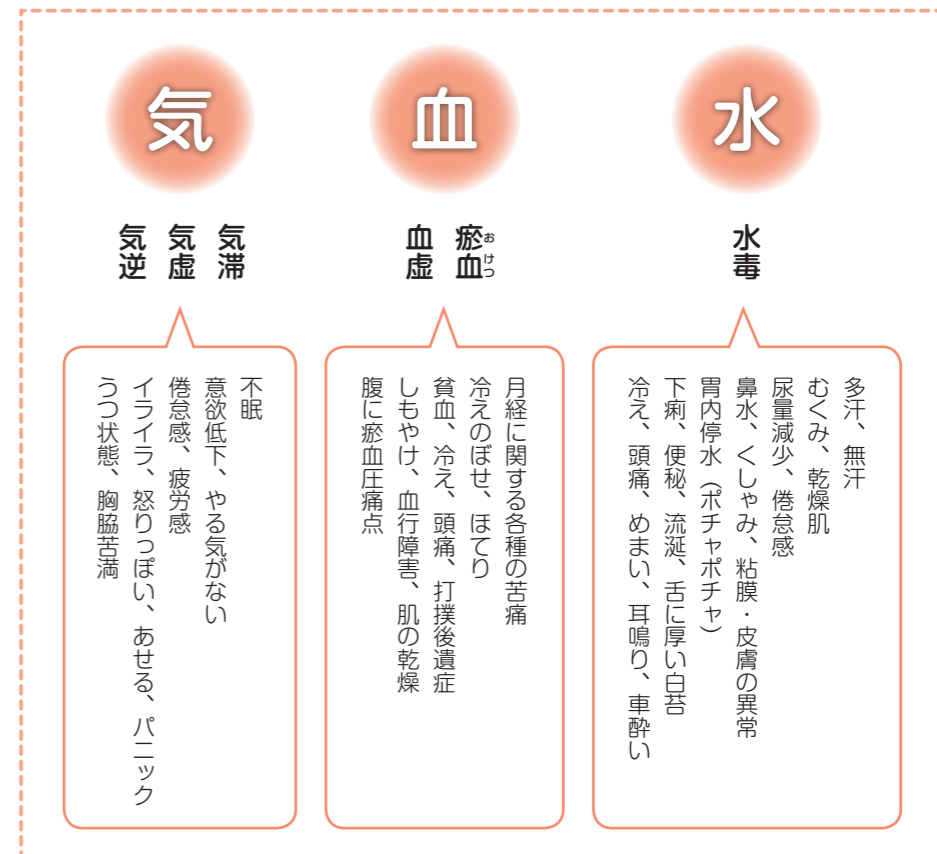 水
水毒
多汗、無汗
むくみ、乾燥肌
尿量減少、倦怠感
鼻水、くしゃみ、粘膜・皮膚の異常
胃内停水（ポチャポチャ）
下痢、便秘、流涎、舌に厚い白苔
冷え、頭痛、めまい、耳鳴り、車酔い
血
瘀血
おけつ
血虚
月経に関する各種の苦痛
冷えのぼせ、ほてり
貧血、冷え、頭痛、打撲後遺症
しもやけ、血行障害、肌の乾燥
腹に瘀血圧痛点
気
気滞
気虚
気逆
不眠
意欲低下、やる気がない
倦怠感、疲労感
イライラ、怒りっぽい、あせる、パニック
うつ状態、胸脇苦満